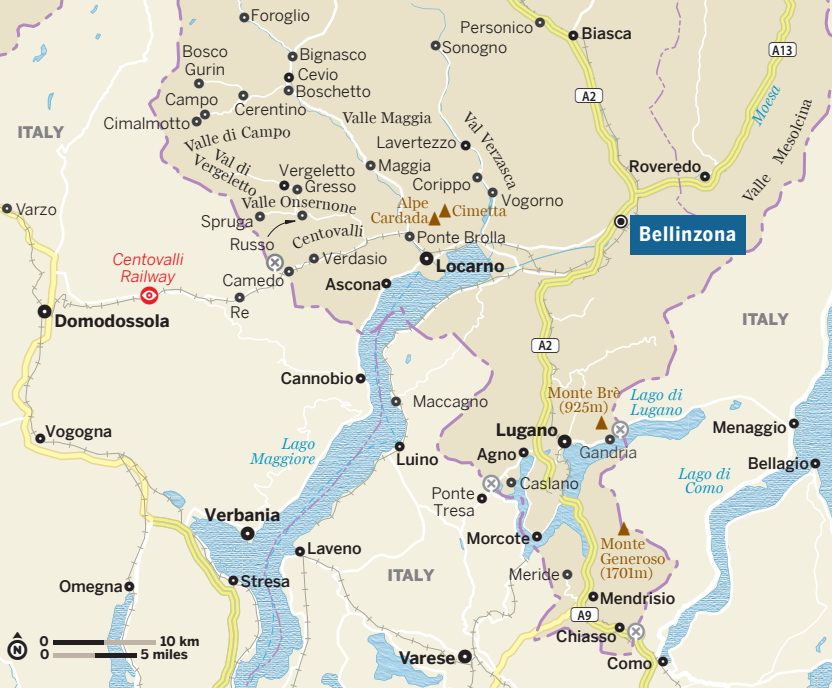 Foroglio
Personico
Biasca
Sonogno
A13
Bosco
Gurin
Bignasco
Cevio
Boschetto
A2
Moesa
Campo
Cerentino
Cimalmotto
Valle Maggia
ITALY
Valle di Campo
Val Verzasca
Valle Mesolcina
Lavertezzo
Val di
Vergeletto
Vergeletto
Gresso
Maggia
Roveredo
Corippo
Vogorno
Valle Onsernone
Alpe
Cardada
Cimetta
Varzo
Spruga
Russo
Centovalli
Ponte Brolla
Bellinzona
Centovalli
Railway
Verdasio
Locarno
Camedo
Ascona
Re
Domodossola
ITALY
A2
Cannobio
Monte Brè
(925m)
Lago di
Lugano
Maccagno
Vogogna
Lago
Maggiore
Luino
Lugano
Gandria
Menaggio
Agno
Bellagio
Caslano
Lago di
Como
Ponte
Tresa
Verbania
Morcote
Monte
Generoso
(1701m)
Laveno
Omegna
Stresa
ITALY
Meride
Mendrisio
A9
Chiasso
N
0 10 km
0 5 miles
Varese
Como